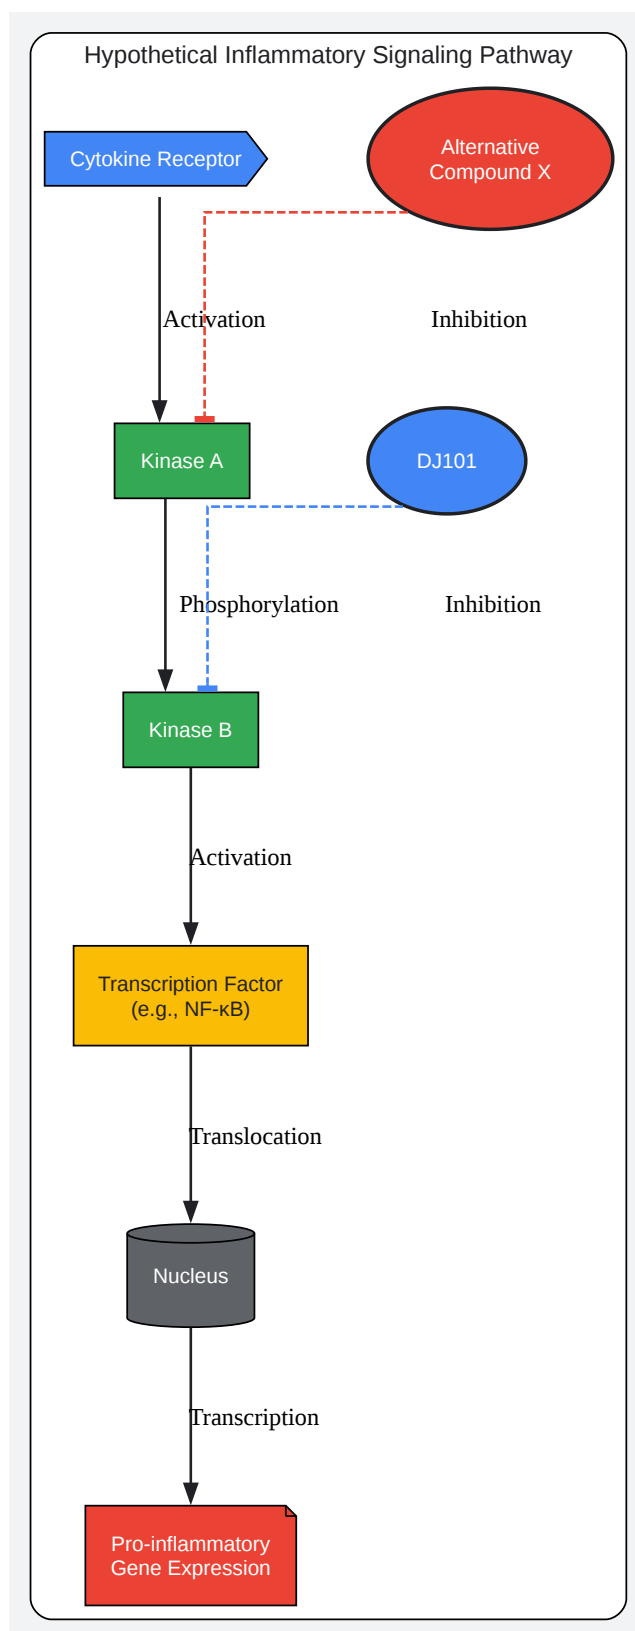 Hypothetical Inflammatory Signaling Pathway
Cytokine Receptor
Alternative
Compound X
Activation
Inhibition
Kinase A
DJ101
Phosphorylation
Inhibition
Kinase B
Activation
Transcription Factor
(e.g., NF-κB)
Translocation
Nucleus
Transcription
Pro-inflammatory
Gene Expression